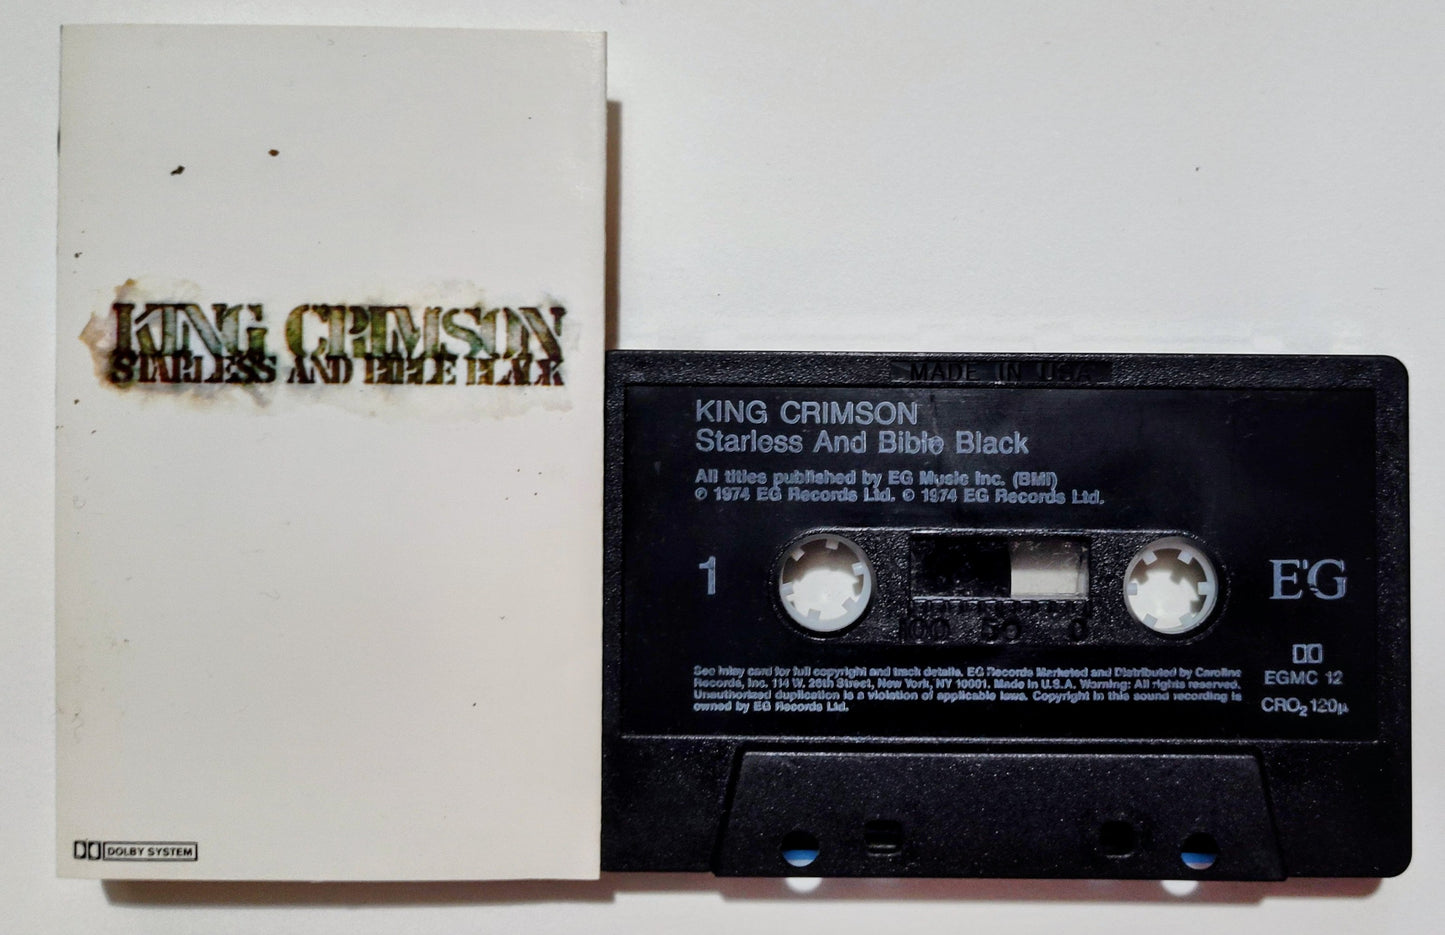 KING CRIMSON
STARLESS AND BIBLE BLACK
DOLBY SYSTEM
MADE IN USA
KING CRIMSON
Starless And Bible Black
All titles published by EG Music Inc. (BMI)
℗ 1974 EG Records Ltd. © 1974 EG Records Ltd.
1
E'G
100 50 0
See inlay card for full copyright and track details. EG Records Marketed and Distributed by Caroline
Records, Inc. 114 W. 26th Street, New York, NY 10001. Made in U.S.A. Warning: All rights reserved.
Unauthorized duplication is a violation of applicable laws. Copyright in this sound recording is
owned by EG Records Ltd.
EGMC 12
CRO₂ 120µ